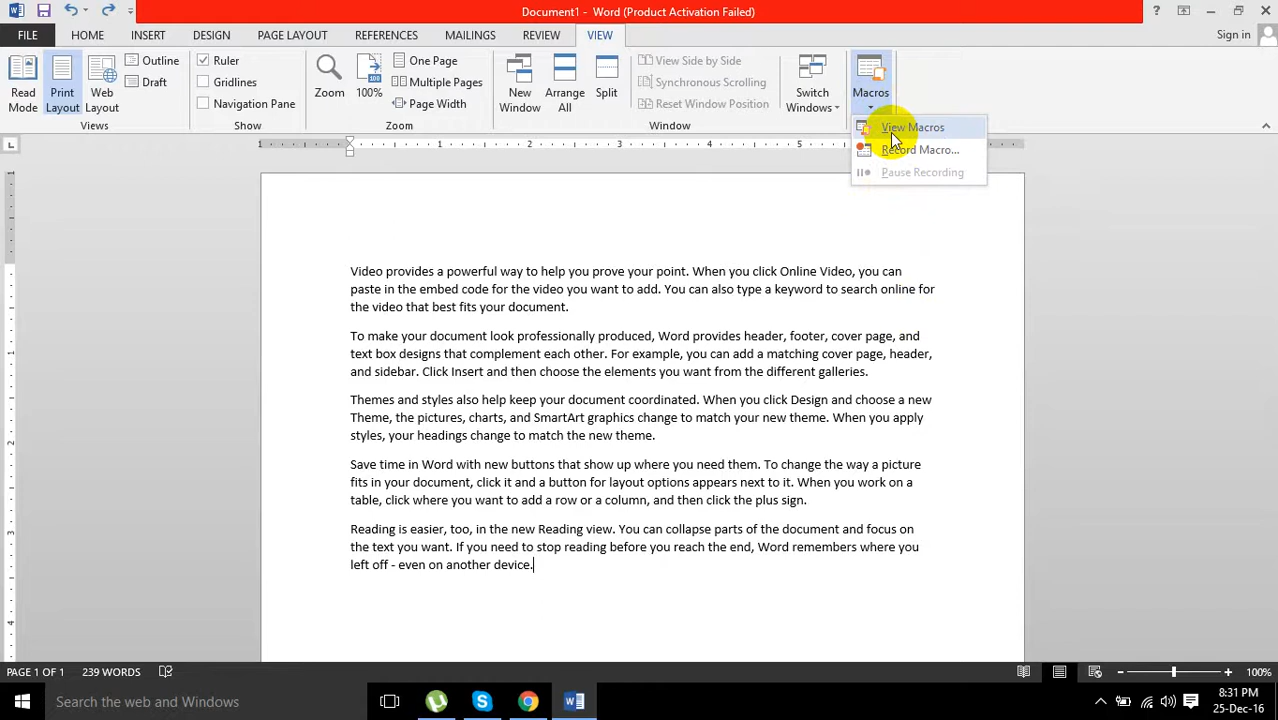 Document1 - Word (Product Activation Failed)
?
FILE HOME INSERT DESIGN PAGE LAYOUT REFERENCES MAILINGS REVIEW VIEW Sign in
Read Mode
Print Layout
Web Layout
Outline
Draft
Views
Ruler
Gridlines
Navigation Pane
Show
Zoom
100%
One Page
Multiple Pages
Page Width
Zoom
New Window
Arrange All
Split
View Side by Side
Synchronous Scrolling
Reset Window Position
Window
Switch Windows
Macros
View Macros
Record Macro...
Pause Recording
1 1 2 3 4 5
Video provides a powerful way to help you prove your point. When you click Online Video, you can
paste in the embed code for the video you want to add. You can also type a keyword to search online for
the video that best fits your document.
To make your document look professionally produced, Word provides header, footer, cover page, and
text box designs that complement each other. For example, you can add a matching cover page, header,
and sidebar. Click Insert and then choose the elements you want from the different galleries.
Themes and styles also help keep your document coordinated. When you click Design and choose a new
Theme, the pictures, charts, and SmartArt graphics change to match your new theme. When you apply
styles, your headings change to match the new theme.
Save time in Word with new buttons that show up where you need them. To change the way a picture
fits in your document, click it and a button for layout options appears next to it. When you work on a
table, click where you want to add a row or a column, and then click the plus sign.
Reading is easier, too, in the new Reading view. You can collapse parts of the document and focus on
the text you want. If you need to stop reading before you reach the end, Word remembers where you
left off - even on another device.
1
1
2
3
4
PAGE 1 OF 1 239 WORDS 100%
Search the web and Windows
8:31 PM
25-Dec-16